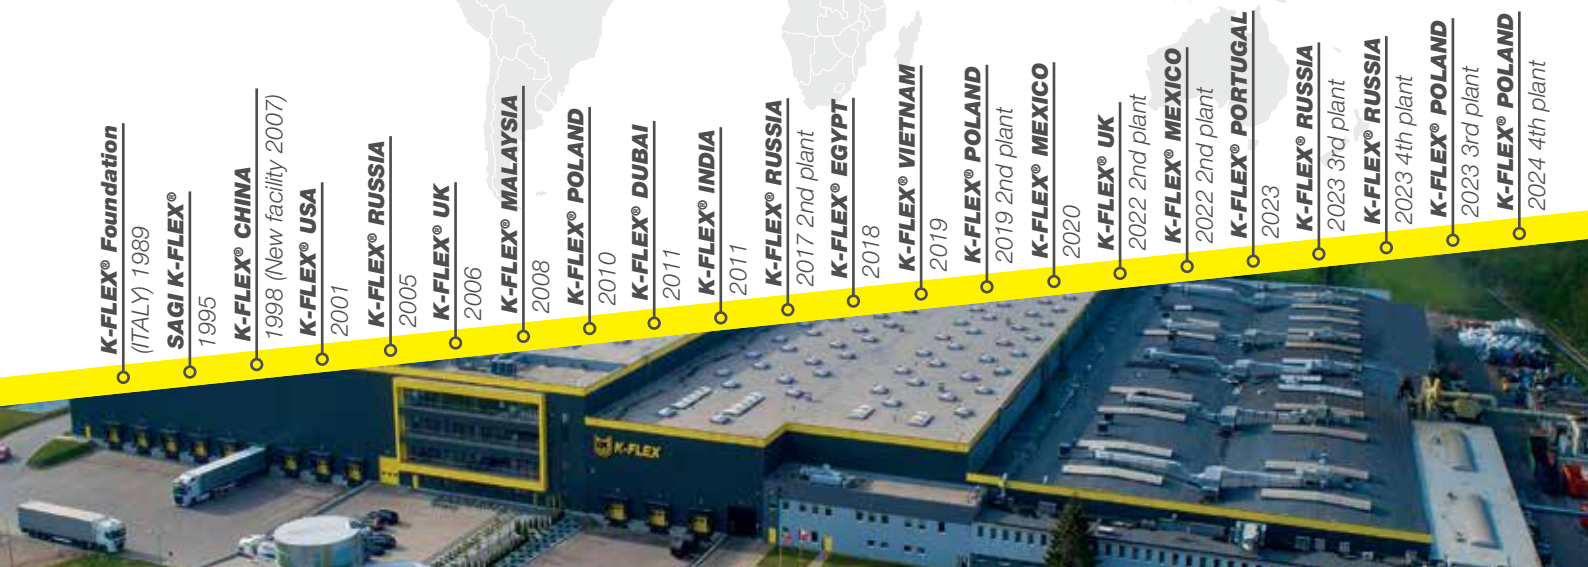 K-FLEX® Foundation
(ITALY) 1989
SAGI K-FLEX®
1995
K-FLEX® CHINA
1998 (New facility 2007)
K-FLEX® USA
2001
K-FLEX® RUSSIA
2005
K-FLEX® UK
2006
K-FLEX® MALAYSIA
2008
K-FLEX® POLAND
2010
K-FLEX® DUBAI
2011
K-FLEX® INDIA
2011
K-FLEX® RUSSIA
2017 2nd plant
K-FLEX® EGYPT
2018
K-FLEX® VIETNAM
2019
K-FLEX® POLAND
2019 2nd plant
K-FLEX® MEXICO
2020
K-FLEX® UK
2022 2nd plant
K-FLEX® MEXICO
2022 2nd plant
K-FLEX® PORTUGAL
2023
K-FLEX® RUSSIA
2023 3rd plant
K-FLEX® RUSSIA
2023 4th plant
K-FLEX® POLAND
2023 3rd plant
K-FLEX® POLAND
2024 4th plant
K-FLEX